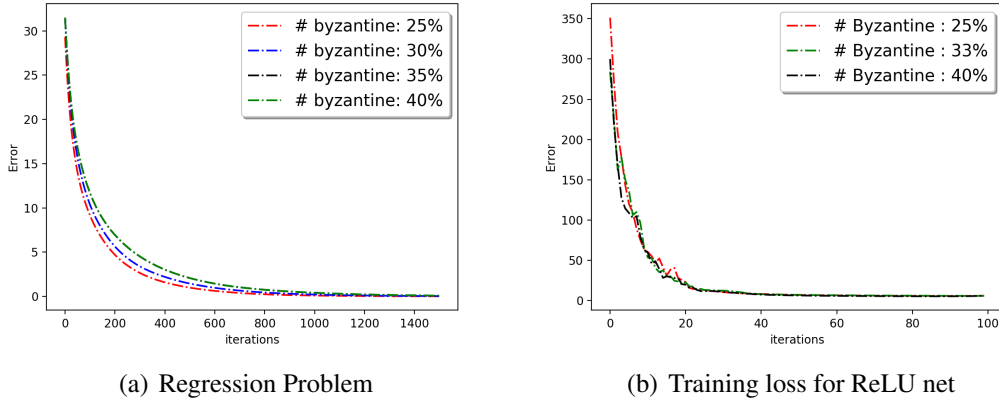 # byzantine: 25%
# byzantine: 30%
# byzantine: 35%
# byzantine: 40%
30
25
20
15
10
5
0
Error
0 200 400 600 800 1000 1200 1400
iterations
(a) Regression Problem
# Byzantine : 25%
# Byzantine : 33%
# Byzantine : 40%
350
300
250
200
150
100
50
0
Error
0 20 40 60 80 100
iterations
(b) Training loss for ReLU net